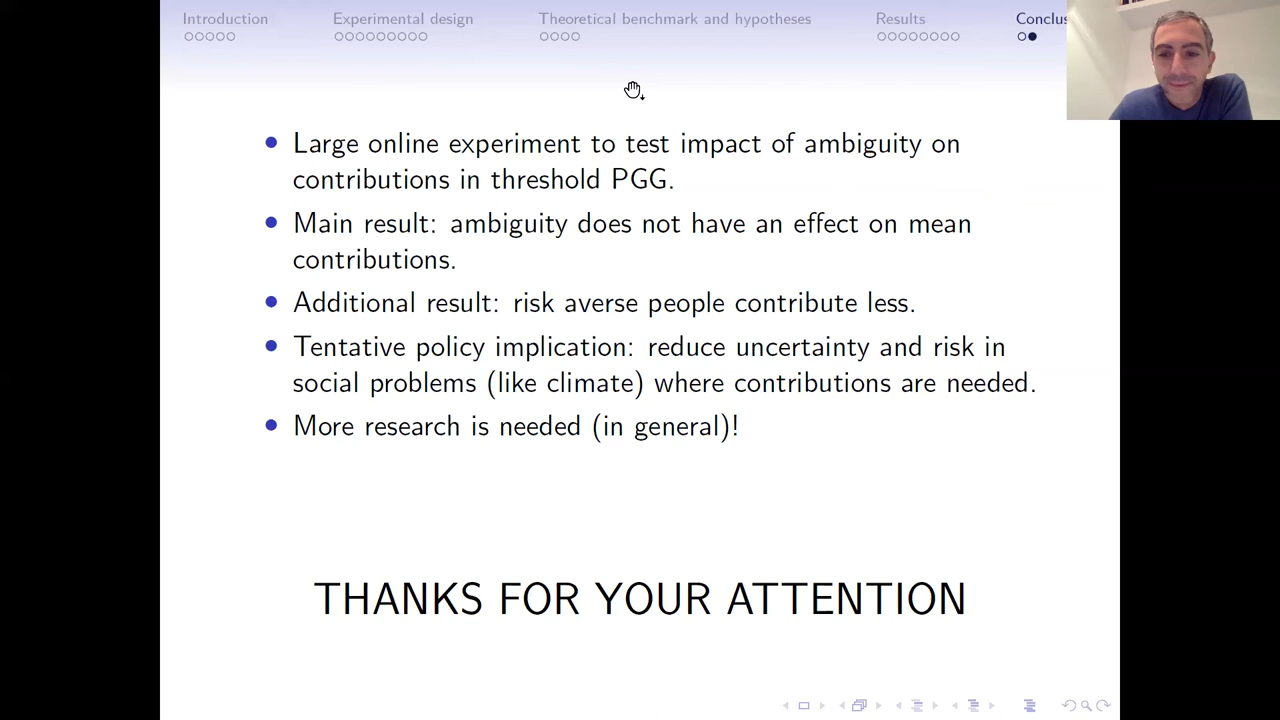 Introduction
Experimental design
Theoretical benchmark and hypotheses
Results
Conclus
• Large online experiment to test impact of ambiguity on
contributions in threshold PGG.
• Main result: ambiguity does not have an effect on mean
contributions.
• Additional result: risk averse people contribute less.
• Tentative policy implication: reduce uncertainty and risk in
social problems (like climate) where contributions are needed.
• More research is needed (in general)!
THANKS FOR YOUR ATTENTION